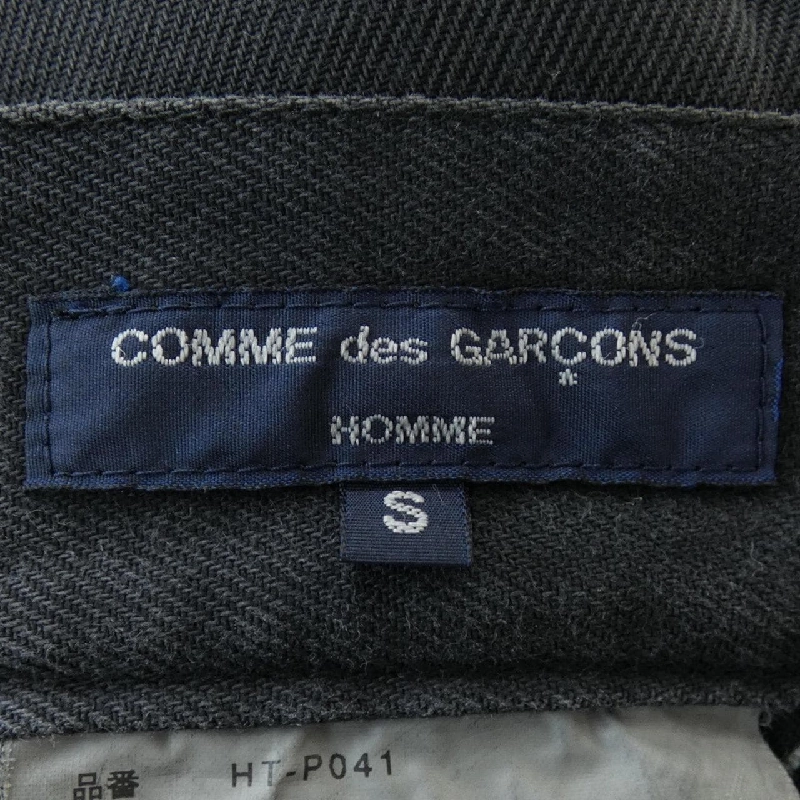 COMME des GARÇONS
HOMME
S
品番 HT-P041